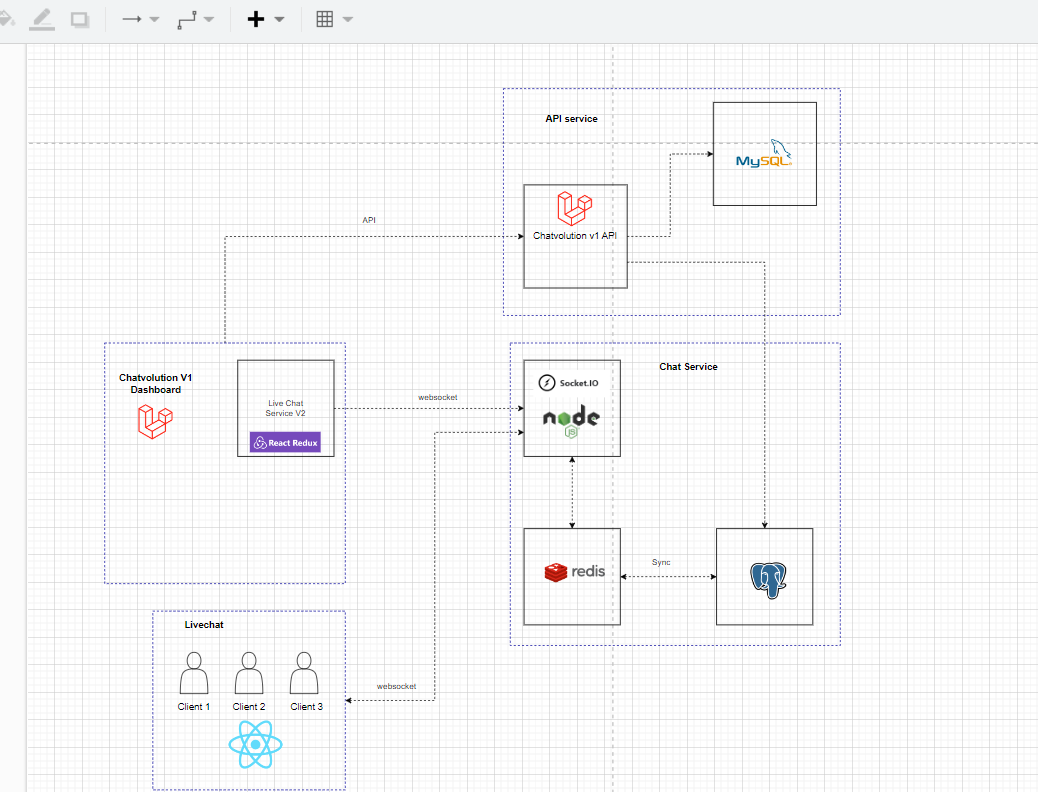 API service
MySQL
Chatvolution v1 API
API
Chatvolution V1
Dashboard
Live Chat
Service V2
React Redux
websocket
Socket.IO
node
JS
Chat Service
redis
Sync
Livechat
Client 1
Client 2
Client 3
websocket